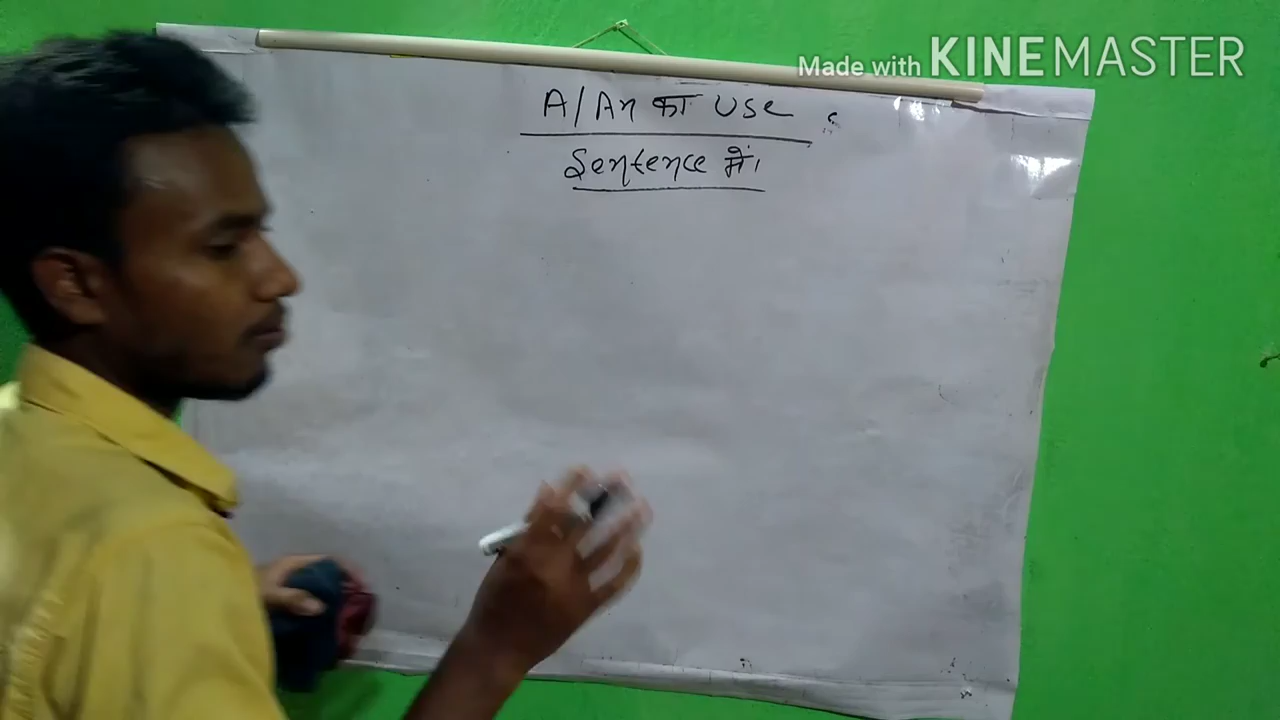 Made with KINEMASTER
A/An का Use
Sentence में।